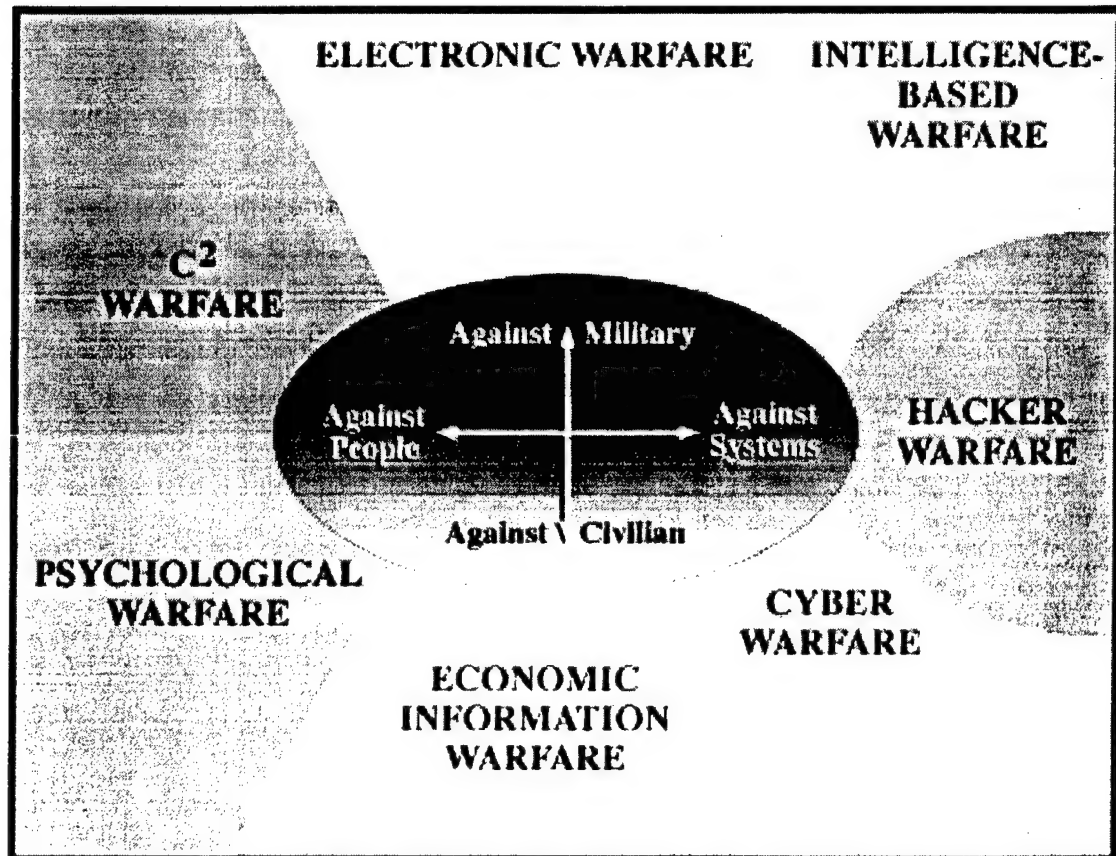 ELECTRONIC WARFARE
INTELLIGENCE-
BASED
WARFARE
C²
WARFARE
Against Military
Against
People
Against
Systems
HACKER
WARFARE
Against \ Civilian
PSYCHOLOGICAL
WARFARE
CYBER
WARFARE
ECONOMIC
INFORMATION
WARFARE